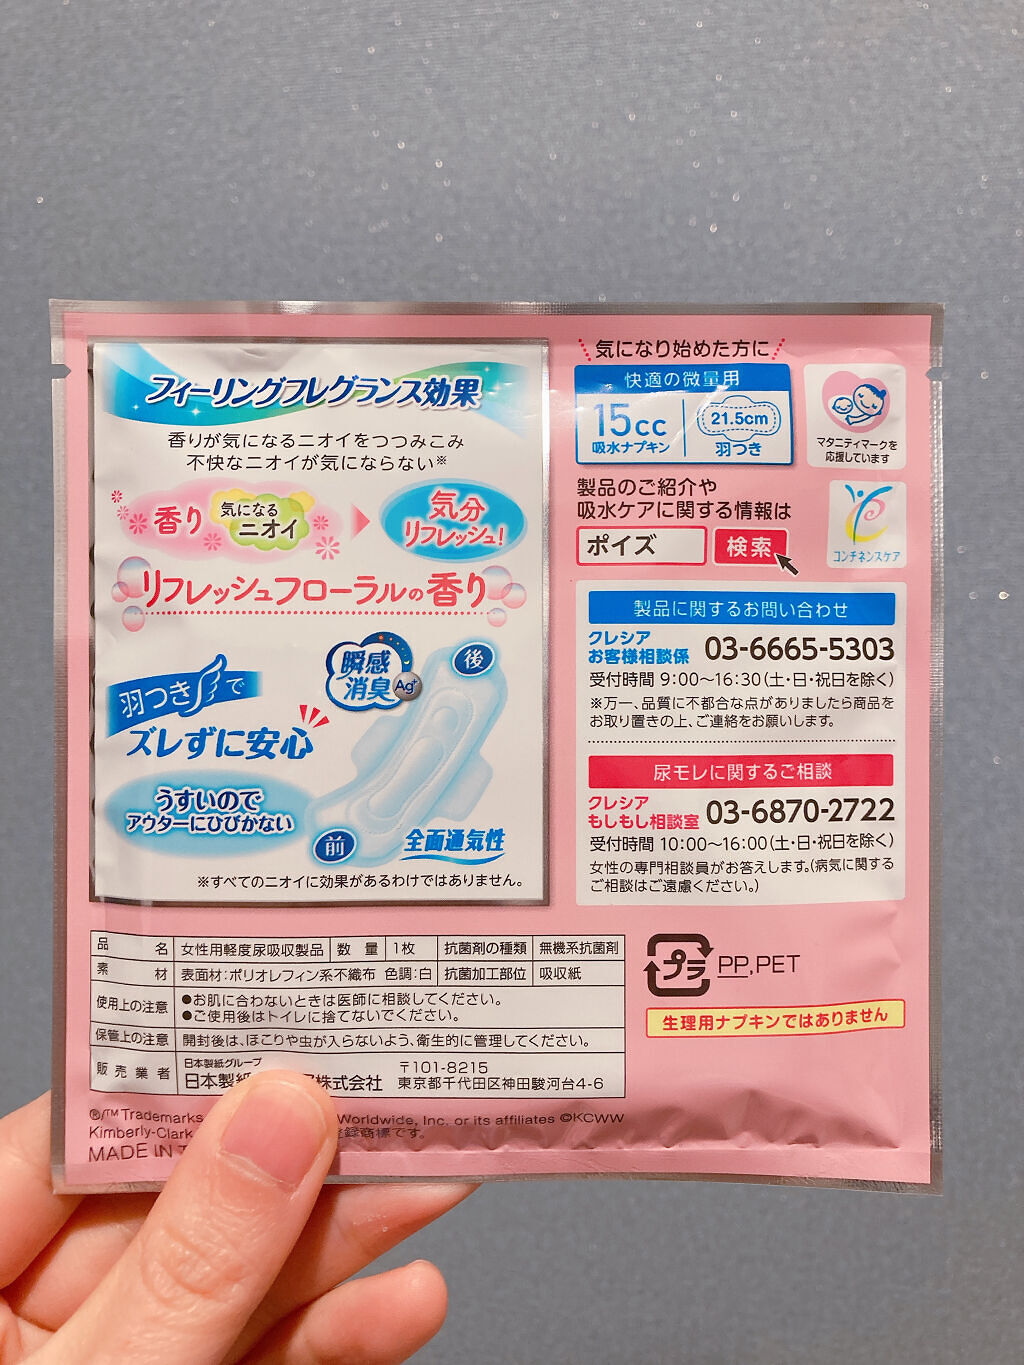 フィーリングフレグランス効果
香りが気になるニオイをつつみこみ
不快なニオイが気にならない※
香り 気になるニオイ
気分
リフレッシュ!
リフレッシュフローラルの香り
瞬感
消臭 Ag+
後
羽つきで
ズレずに安心
うすいので
アウターにひびかない
前
全面通気性
※すべてのニオイに効果があるわけではありません。
気になり始めた方に
快適の微量用
15cc
吸水ナプキン
21.5cm
羽つき
マタニティマークを
応援しています
製品のご紹介や
吸水ケアに関する情報は
ポイズ 検索
コンチネンスケア
製品に関するお問い合わせ
クレシア
お客様相談係 03-6665-5303
受付時間 9:00〜16:30(土・日・祝日を除く)
※万一、品質に不都合な点がありましたら商品を
お取り置きの上、ご連絡をお願いします。
尿モレに関するご相談
クレシア
もしもし相談室 03-6870-2722
受付時間 10:00〜16:00(土・日・祝日を除く)
女性の専門相談員がお答えします。(病気に関する
ご相談はご遠慮ください。)
品名 女性用軽度尿吸収製品 数量 1枚 抗菌剤の種類 無機系抗菌剤
素材 表面材:ポリオレフィン系不織布 色調:白 抗菌加工部位 吸収紙
使用上の注意 ●お肌に合わないときは医師に相談してください。
●ご使用後はトイレに捨てないでください。
保管上の注意 開封後は、ほこりや虫が入らないよう、衛生的に管理してください。
販売業者 日本製紙グループ
日本製紙 株式会社
〒101-8215
東京都千代田区神田駿河台4-6
プラ PP,PET
生理用ナプキンではありません
®/TM Trademarks Worldwide, Inc. or its affiliates ©KCWW
Kimberly-Clark 登録商標です。
MADE IN